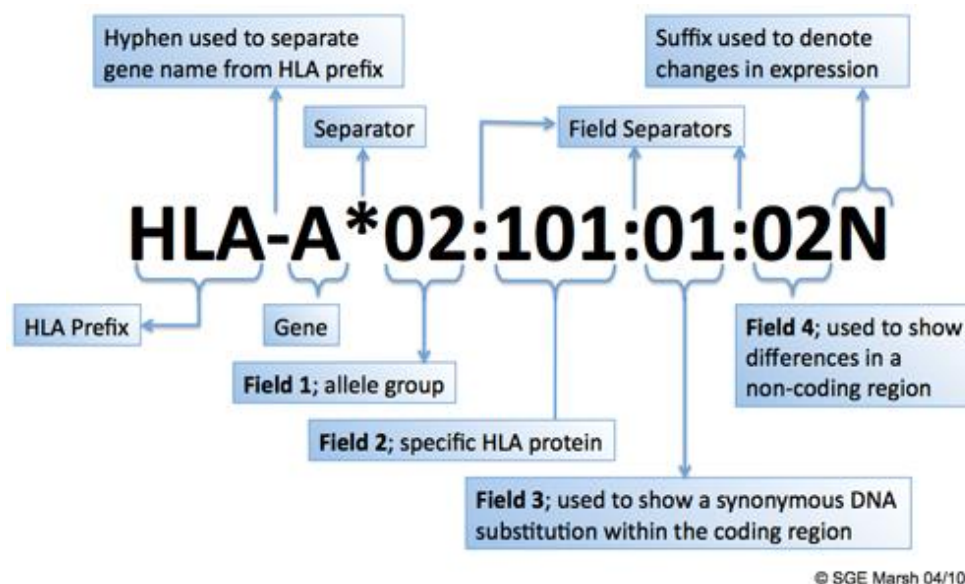 Hyphen used to separate
gene name from HLA prefix
Suffix used to denote
changes in expression
Separator
Field Separators
HLA-A*02:101:01:02N
HLA Prefix
Gene
Field 4; used to show
differences in a
non-coding region
Field 1; allele group
Field 2; specific HLA protein
Field 3; used to show a synonymous DNA
substitution within the coding region
© SGE Marsh 04/10